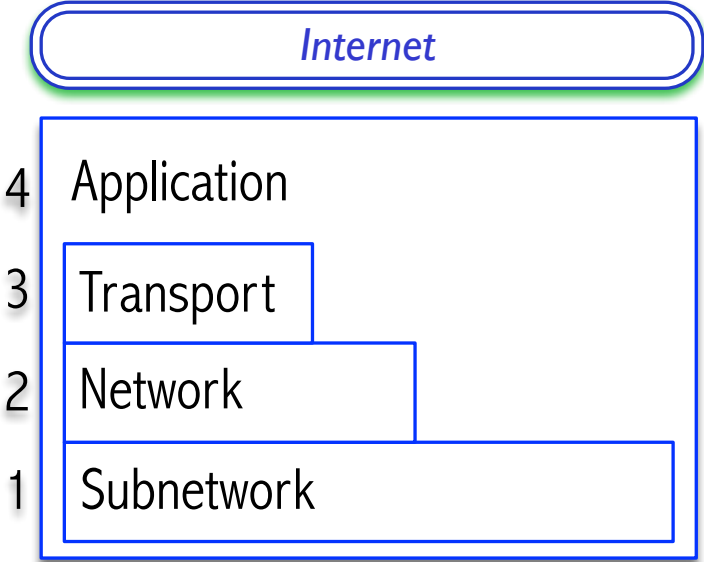 Internet
4 Application
3 Transport
2 Network
1 Subnetwork